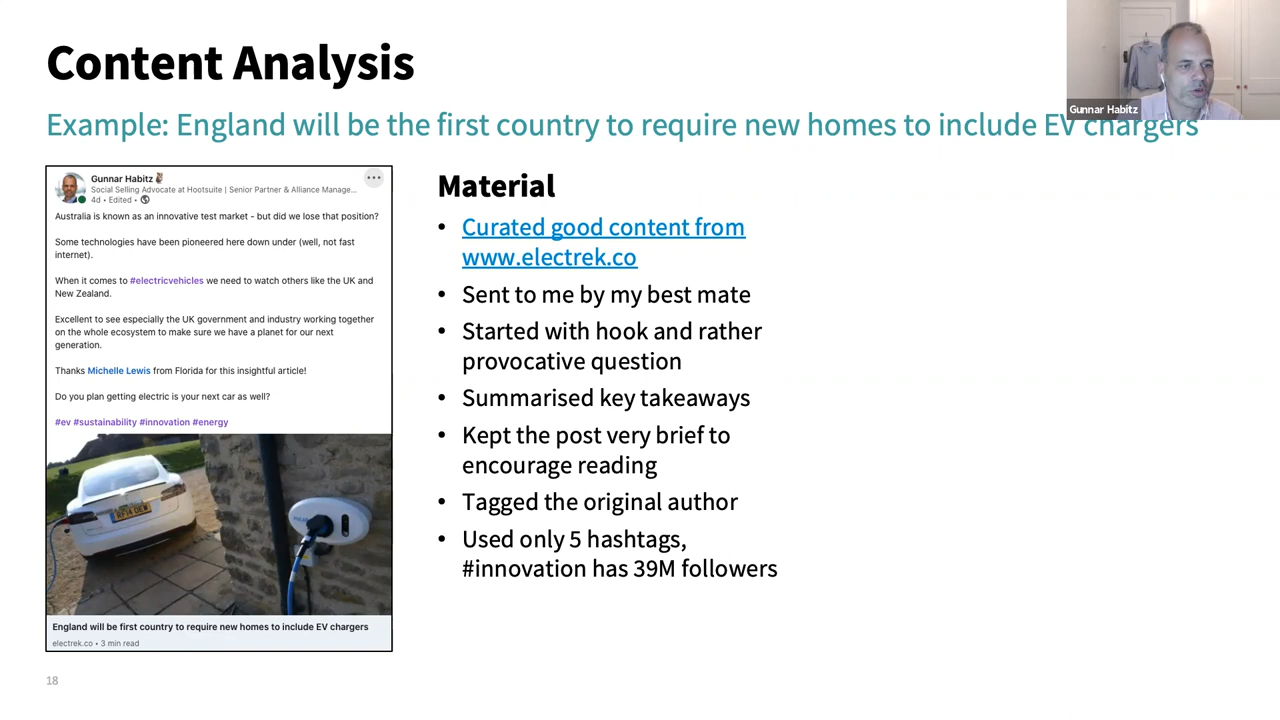 Content Analysis
Gunnar Habitz
Example: England will be the first country to require new homes to include EV chargers
Gunnar Habitz
Social Selling Advocate at Hootsuite | Senior Partner & Alliance Manage...
4d • Edited •
Australia is known as an innovative test market - but did we lose that position?
Some technologies have been pioneered here down under (well, not fast
internet).
When it comes to #electricvehicles we need to watch others like the UK and
New Zealand.
Excellent to see especially the UK government and industry working together
on the whole ecosystem to make sure we have a planet for our next
generation.
Thanks Michelle Lewis from Florida for this insightful article!
Do you plan getting electric is your next car as well?
#ev #sustainability #innovation #energy
England will be first country to require new homes to include EV chargers
electrek.co • 3 min read
Material
• Curated good content from
www.electrek.co
• Sent to me by my best mate
• Started with hook and rather
provocative question
• Summarised key takeaways
• Kept the post very brief to
encourage reading
• Tagged the original author
• Used only 5 hashtags,
#innovation has 39M followers
18